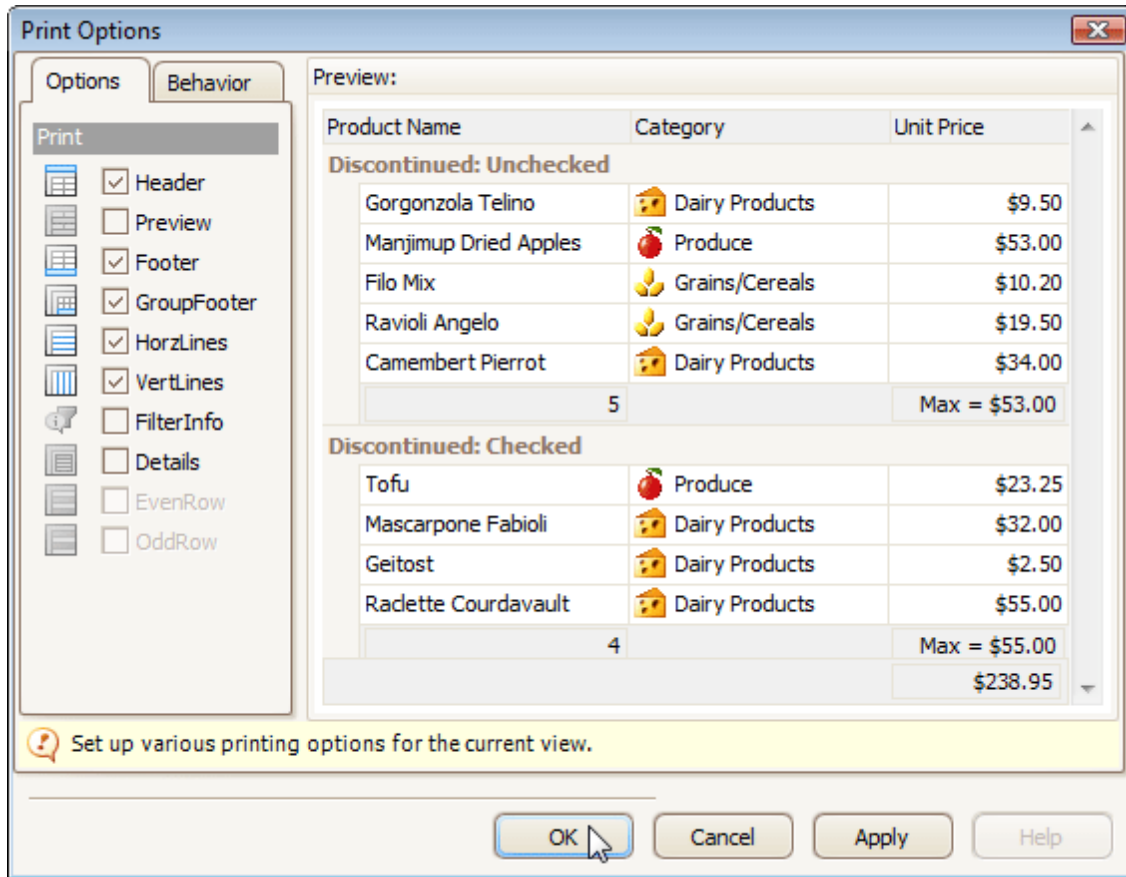 Print Options
Options Behavior
Print
Header
Preview
Footer
GroupFooter
HorzLines
VertLines
FilterInfo
Details
EvenRow
OddRow
Preview:
Product Name Category Unit Price
Discontinued: Unchecked
Gorgonzola Telino Dairy Products $9.50
Manjimup Dried Apples Produce $53.00
Filo Mix Grains/Cereals $10.20
Ravioli Angelo Grains/Cereals $19.50
Camembert Pierrot Dairy Products $34.00
5 Max = $53.00
Discontinued: Checked
Tofu Produce $23.25
Mascarpone Fabioli Dairy Products $32.00
Geitost Dairy Products $2.50
Raclette Courdavault Dairy Products $55.00
4 Max = $55.00
$238.95
Set up various printing options for the current view.
OK Cancel Apply Help